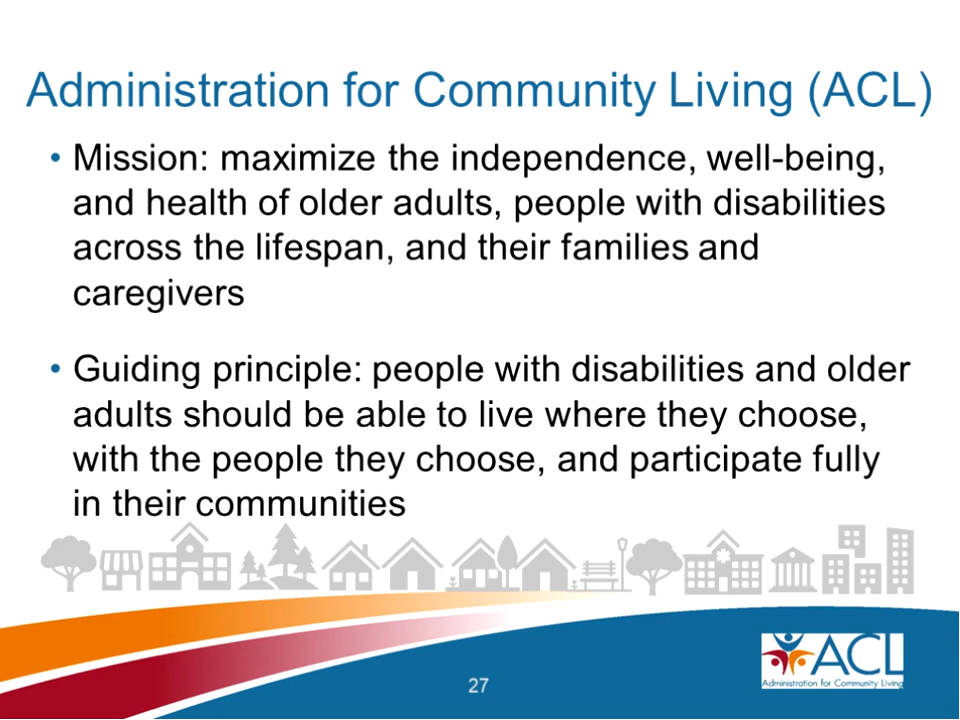 Administration for Community Living (ACL)
• Mission: maximize the independence, well-being,
and health of older adults, people with disabilities
across the lifespan, and their families and
caregivers
• Guiding principle: people with disabilities and older
adults should be able to live where they choose,
with the people they choose, and participate fully
in their communities
ACL
Administration for Community Living
27